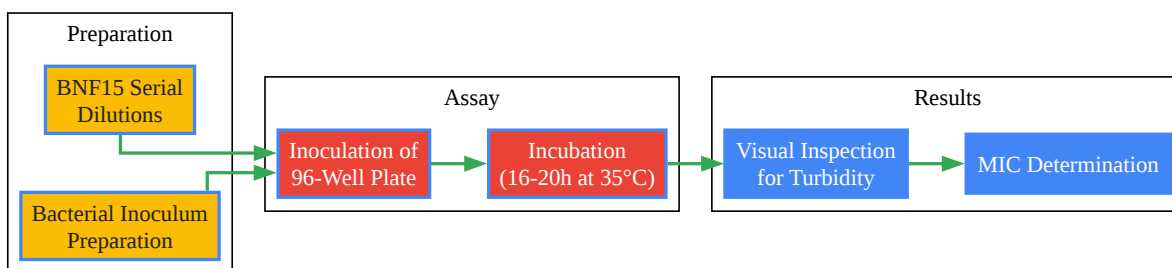 Preparation
BNF15 Serial
Dilutions
Bacterial Inoculum
Preparation
Assay
Inoculation of
96-Well Plate
Incubation
(16-20h at 35°C)
Results
Visual Inspection
for Turbidity
MIC Determination